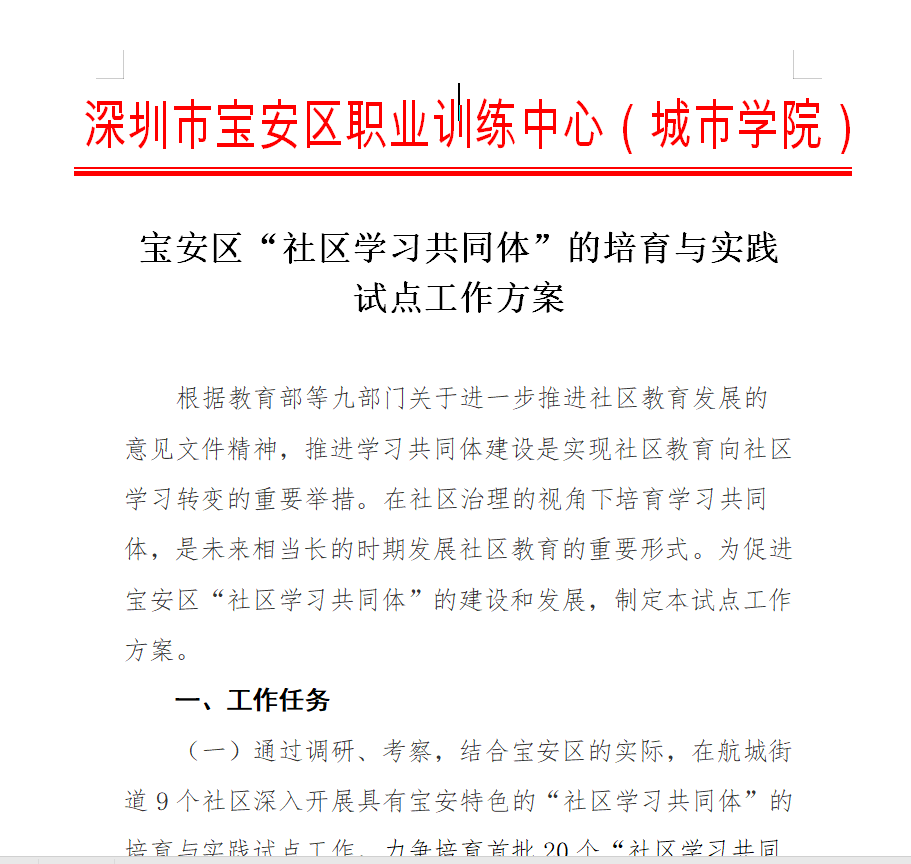 深圳市宝安区职业训练中心（城市学院）
宝安区“社区学习共同体”的培育与实践
试点工作方案
根据教育部等九部门关于进一步推进社区教育发展的
意见文件精神，推进学习共同体建设是实现社区教育向社区
学习转变的重要举措。在社区治理的视角下培育学习共同
体，是未来相当长的时期发展社区教育的重要形式。为促进
宝安区“社区学习共同体”的建设和发展，制定本试点工作
方案。
一、工作任务
（一）通过调研、考察，结合宝安区的实际，在航城街
道 9 个社区深入开展具有宝安特色的“社区学习共同体”的
培育与实践试点工作，力争培育首批 20 个“社区学习共同